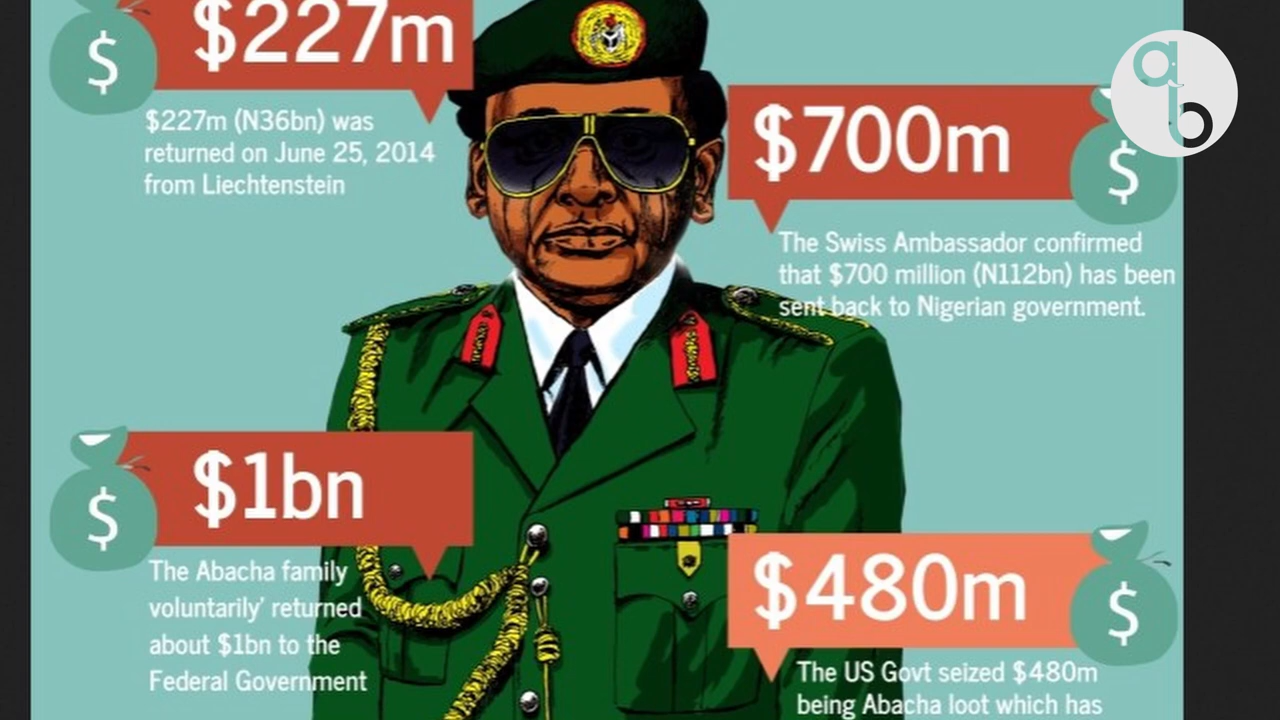 $227m
$
$227m (N36bn) was
returned on June 25, 2014
from Liechtenstein
ab
$700m
$
The Swiss Ambassador confirmed
that $700 million (N112bn) has been
sent back to Nigerian government.
$1bn
$
The Abacha family
voluntarily’ returned
about $1bn to the
Federal Government
$480m
$
The US Govt seized $480m
being Abacha loot which has